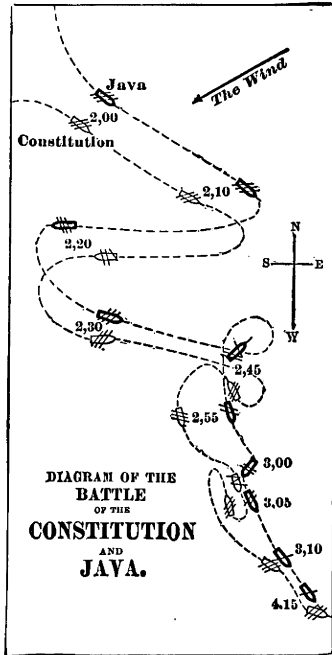 Java
The Wind
2,00
Constitution
2,10
N
2,20
S E
W
2,30
2,45
2,55
3,00
3,05
DIAGRAM OF THE
BATTLE
OF THE
CONSTITUTION
AND
JAVA.
3,10
4.15